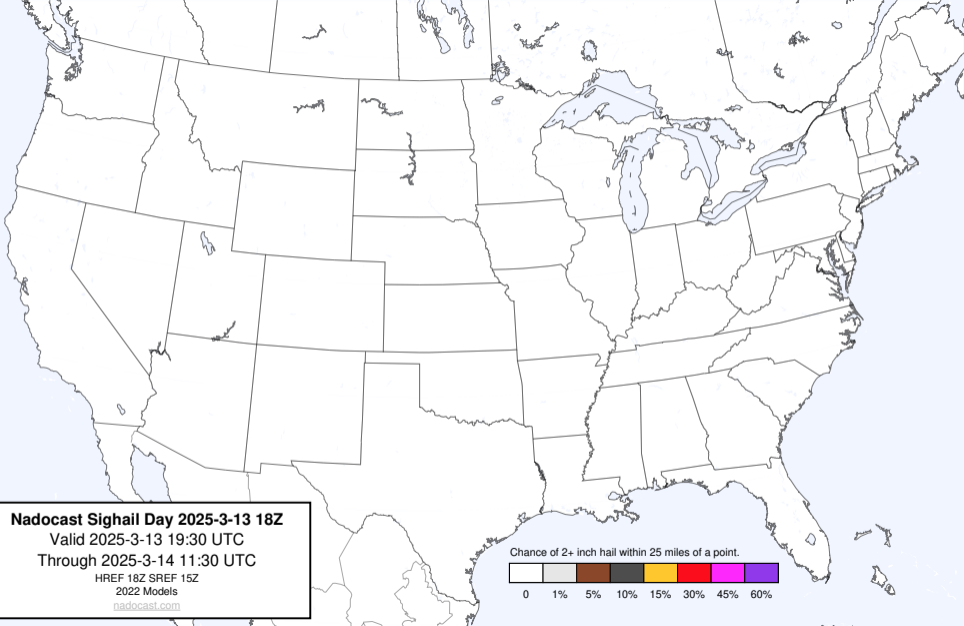 Nadocast Sighail Day 2025-3-13 18Z
Valid 2025-3-13 19:30 UTC
Through 2025-3-14 11:30 UTC
HREF 18Z SREF 15Z
2022 Models
nadocast.com
Chance of 2+ inch hail within 25 miles of a point.
0 1% 5% 10% 15% 30% 45% 60%